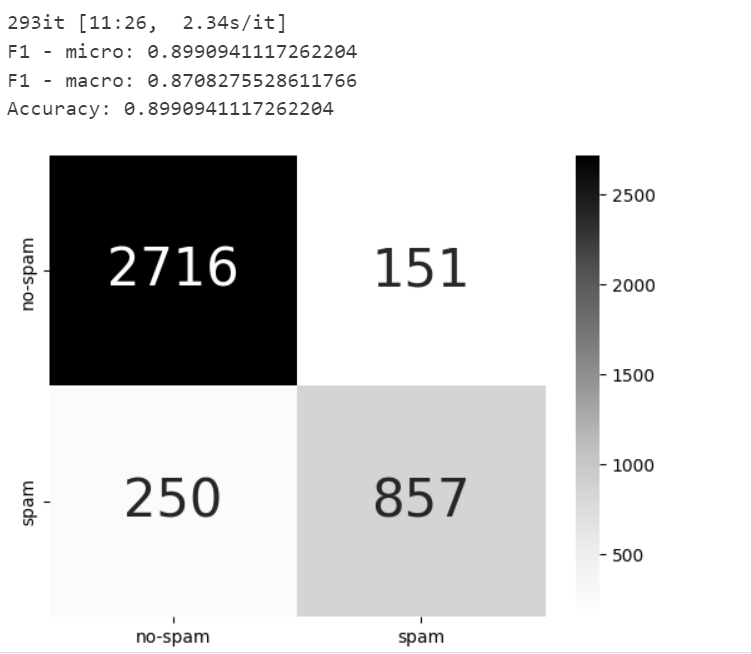 293it [11:26,  2.34s/it]
F1 - micro: 0.8990941117262204
F1 - macro: 0.8708275528611766
Accuracy: 0.8990941117262204
no-spam
2716
151
spam
250
857
no-spam
spam
2500
2000
1500
1000
500